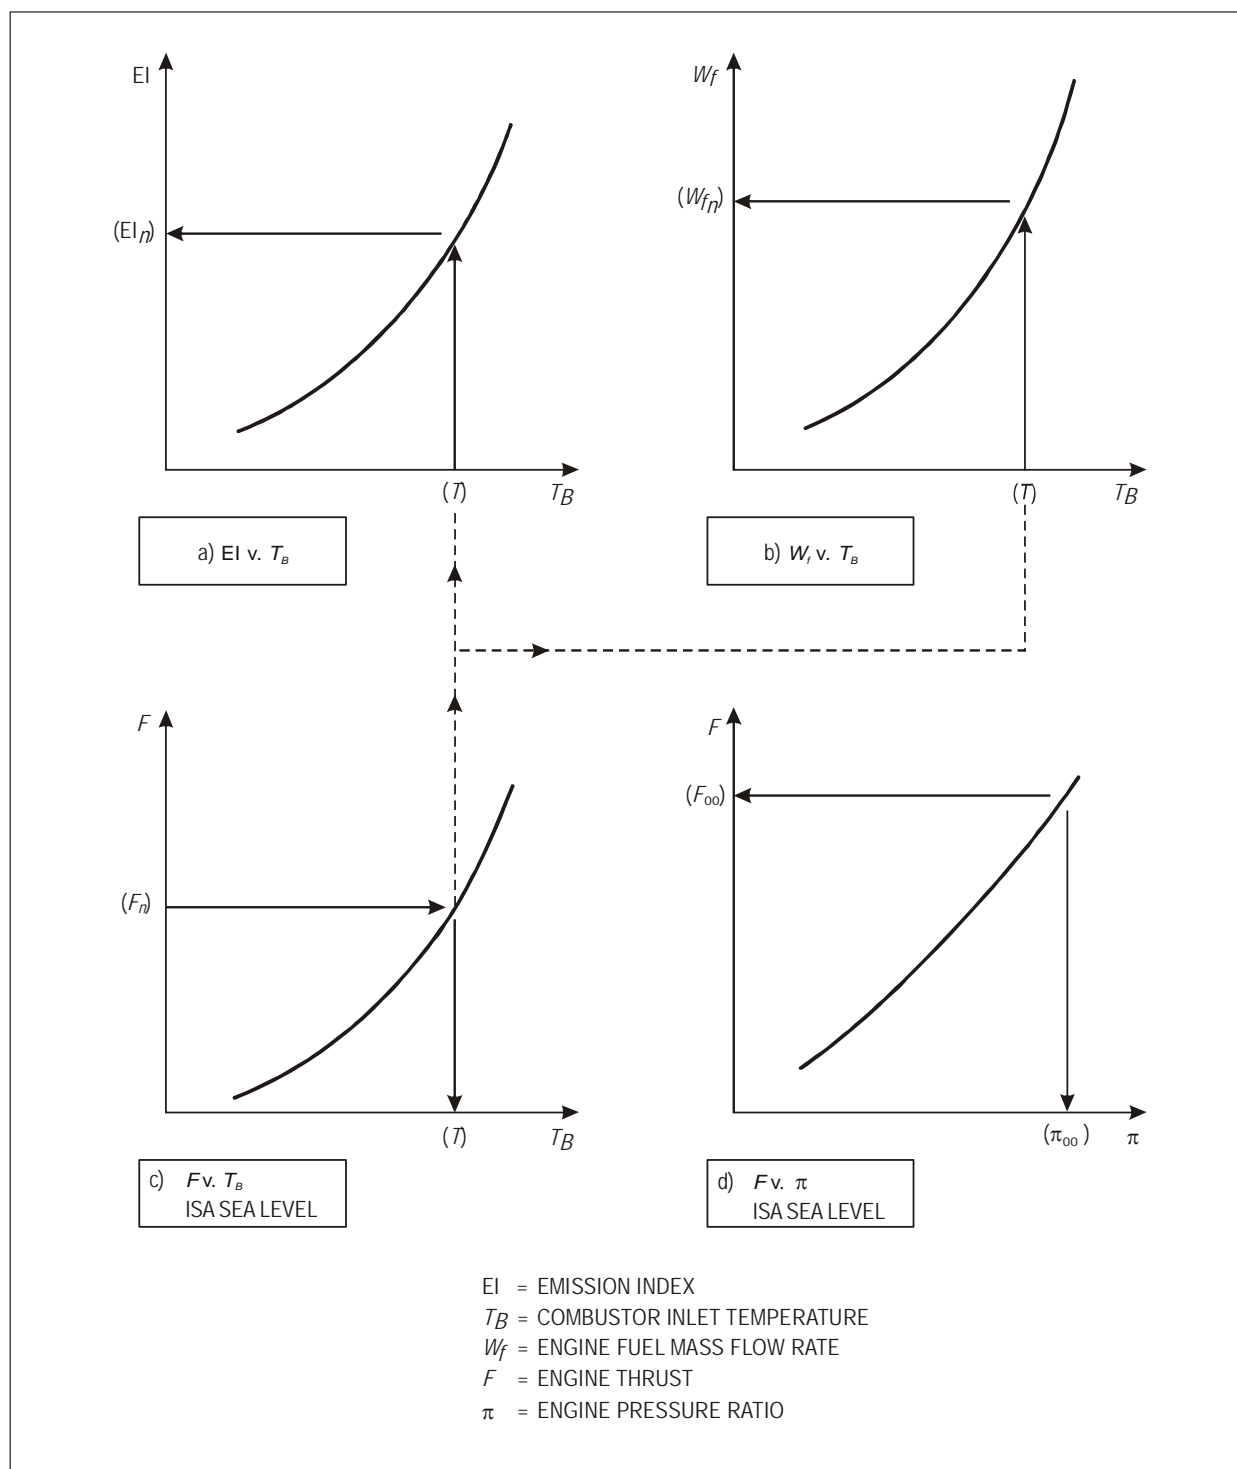 EI
(EIn)
(T)
TB
a) EI v. TB
Wf
(Wfn)
(T)
TB
b) Wf v. TB
F
(Fn)
(T)
TB
c) F v. TB
ISA SEA LEVEL
F
(F00)
(π00)
π
d) F v. π
ISA SEA LEVEL
EI = EMISSION INDEX
TB = COMBUSTOR INLET TEMPERATURE
Wf = ENGINE FUEL MASS FLOW RATE
F = ENGINE THRUST
π = ENGINE PRESSURE RATIO